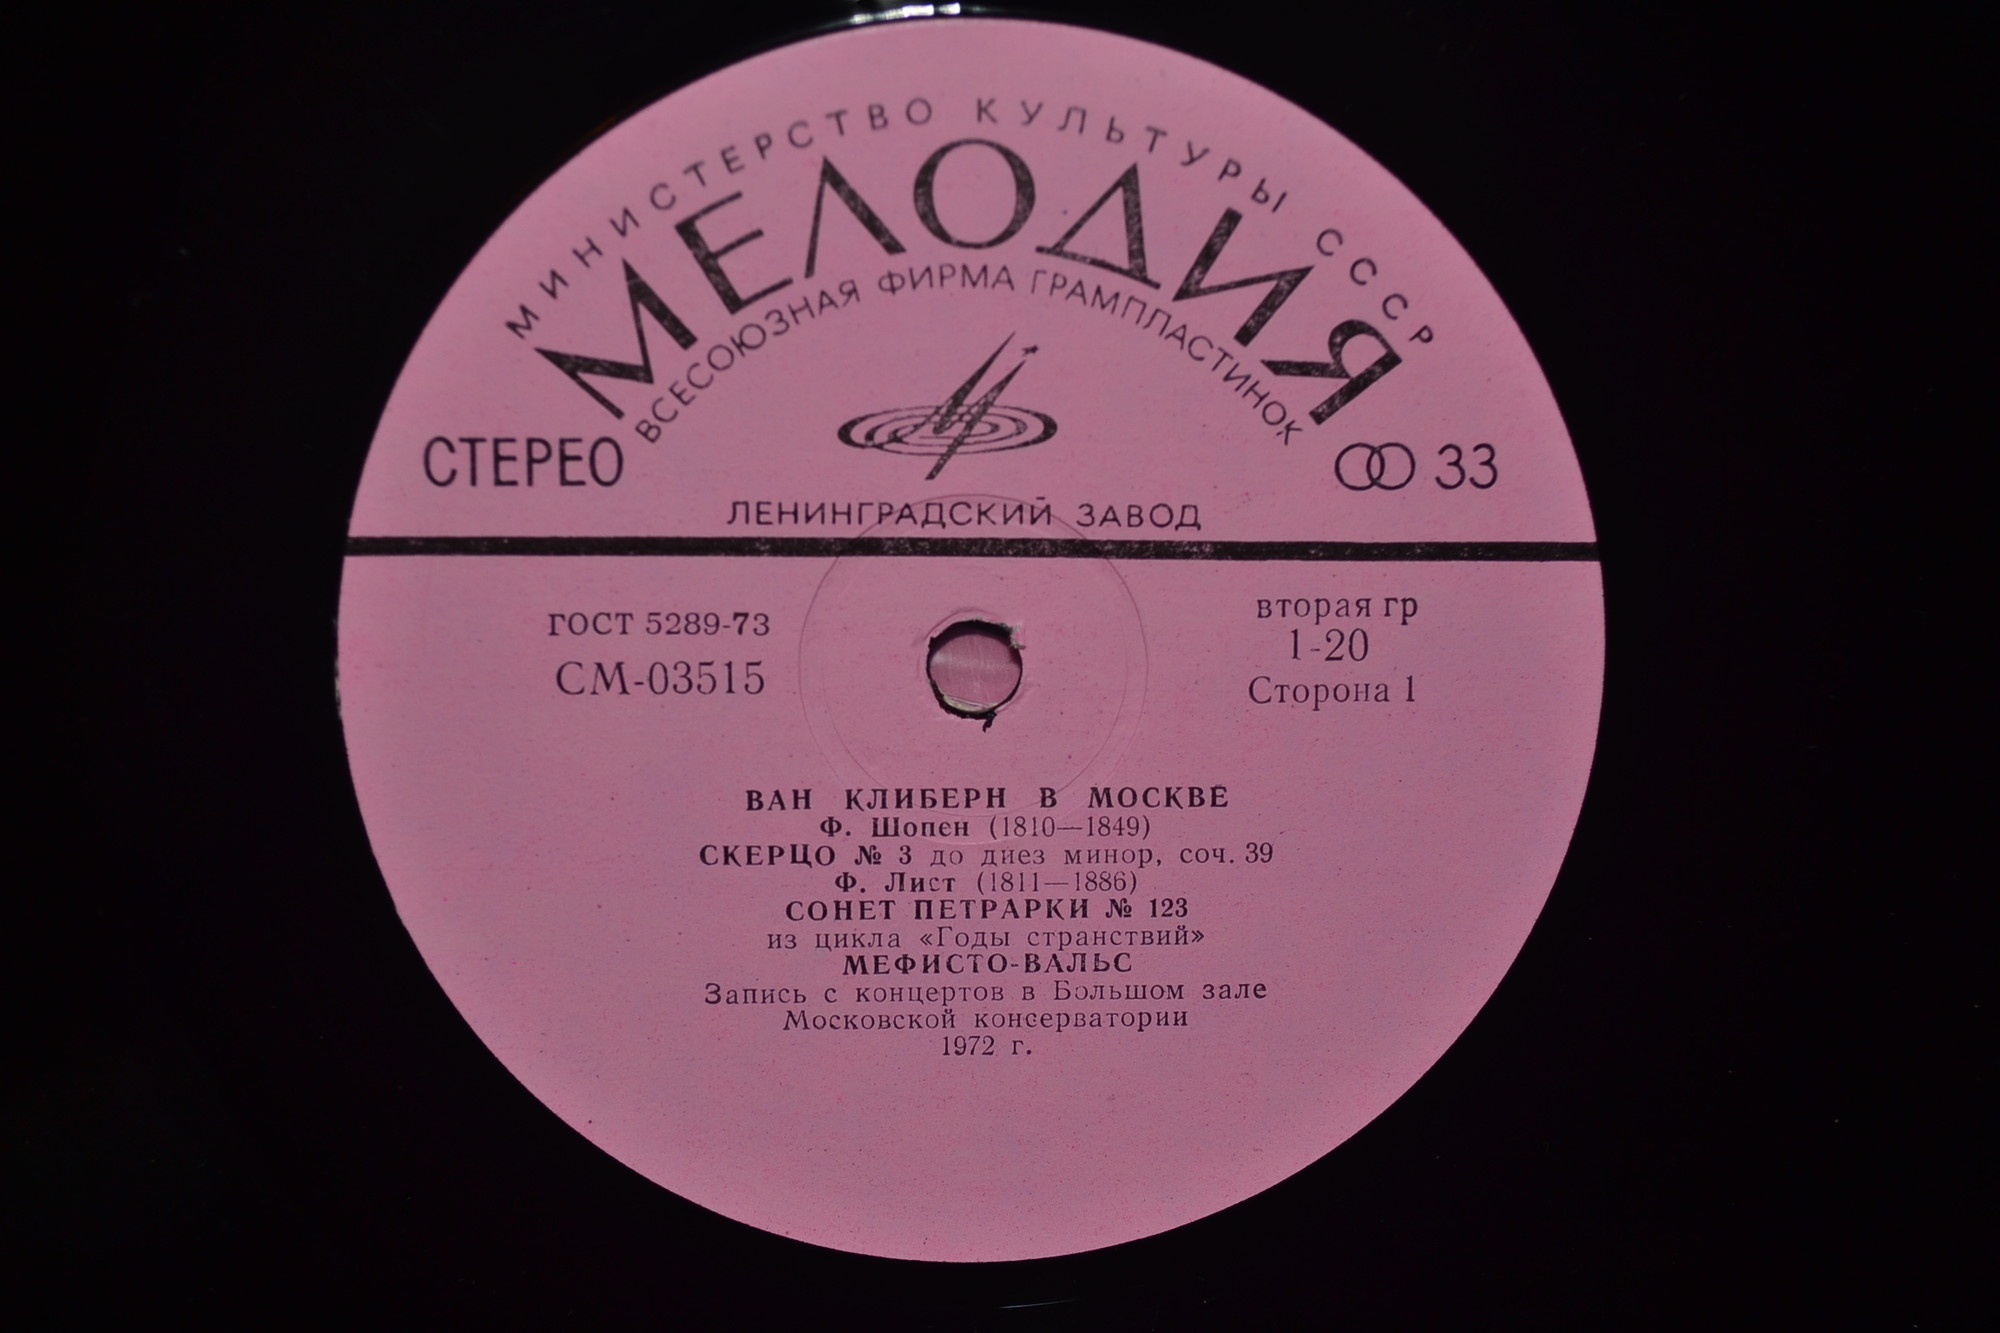 МИНИСТЕРСТВО КУЛЬТУРЫ СССР
МЕЛОДИЯ
ВСЕСОЮЗНАЯ ФИРМА ГРАМПЛАСТИНОК
СТЕРЕО
33
ЛЕНИНГРАДСКИЙ ЗАВОД
ГОСТ 5289-73
СМ-03515
вторая гр
1-20
Сторона 1
ВАН КЛИБЕРН В МОСКВЕ
Ф. Шопен (1810—1849)
СКЕРЦО № 3 до диез минор, соч. 39
Ф. Лист (1811—1886)
СОНЕТ ПЕТРАРКИ № 123
из цикла «Годы странствий»
МЕФИСТО-ВАЛЬС
Запись с концертов в Большом зале
Московской консерватории
1972 г.